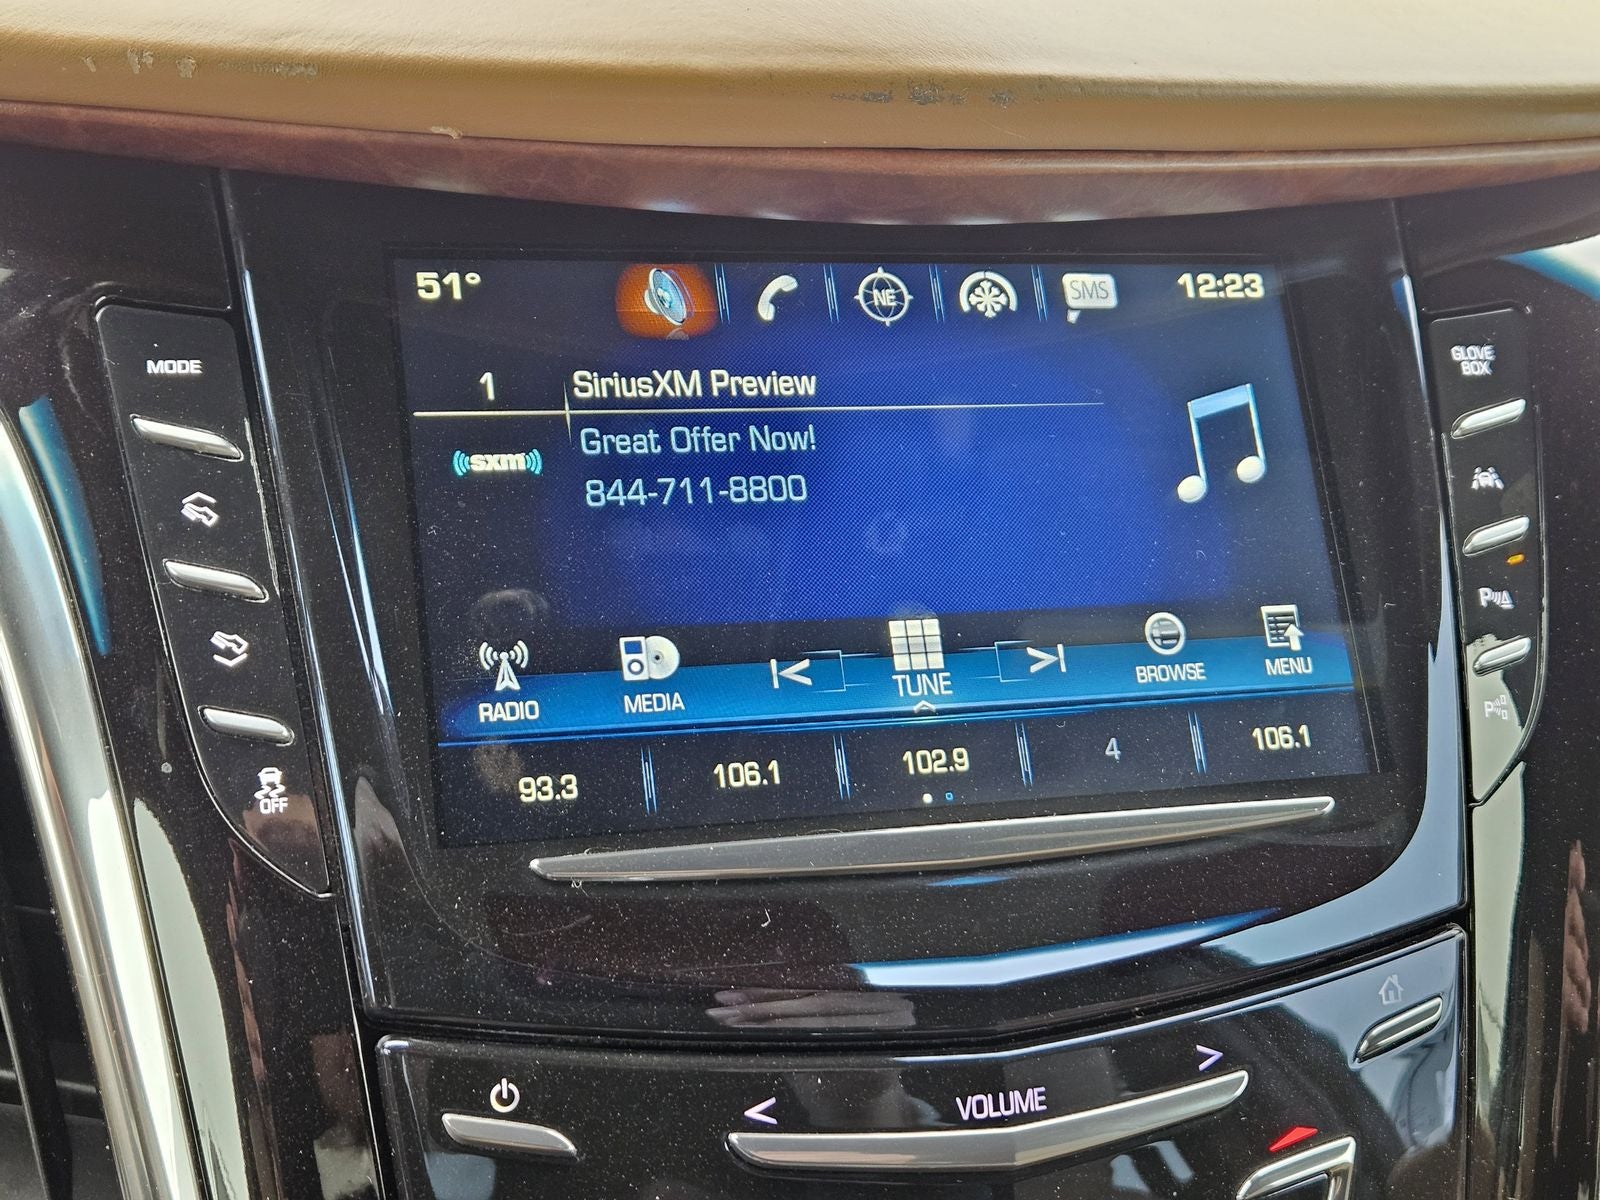 51° NE SMS 12:23
1 SiriusXM Preview
sxm Great Offer Now!
844-711-8800
RADIO MEDIA TUNE BROWSE MENU
93.3 106.1 102.9 4 106.1
MODE
OFF
GLOVE
BOX
P
P
VOLUME